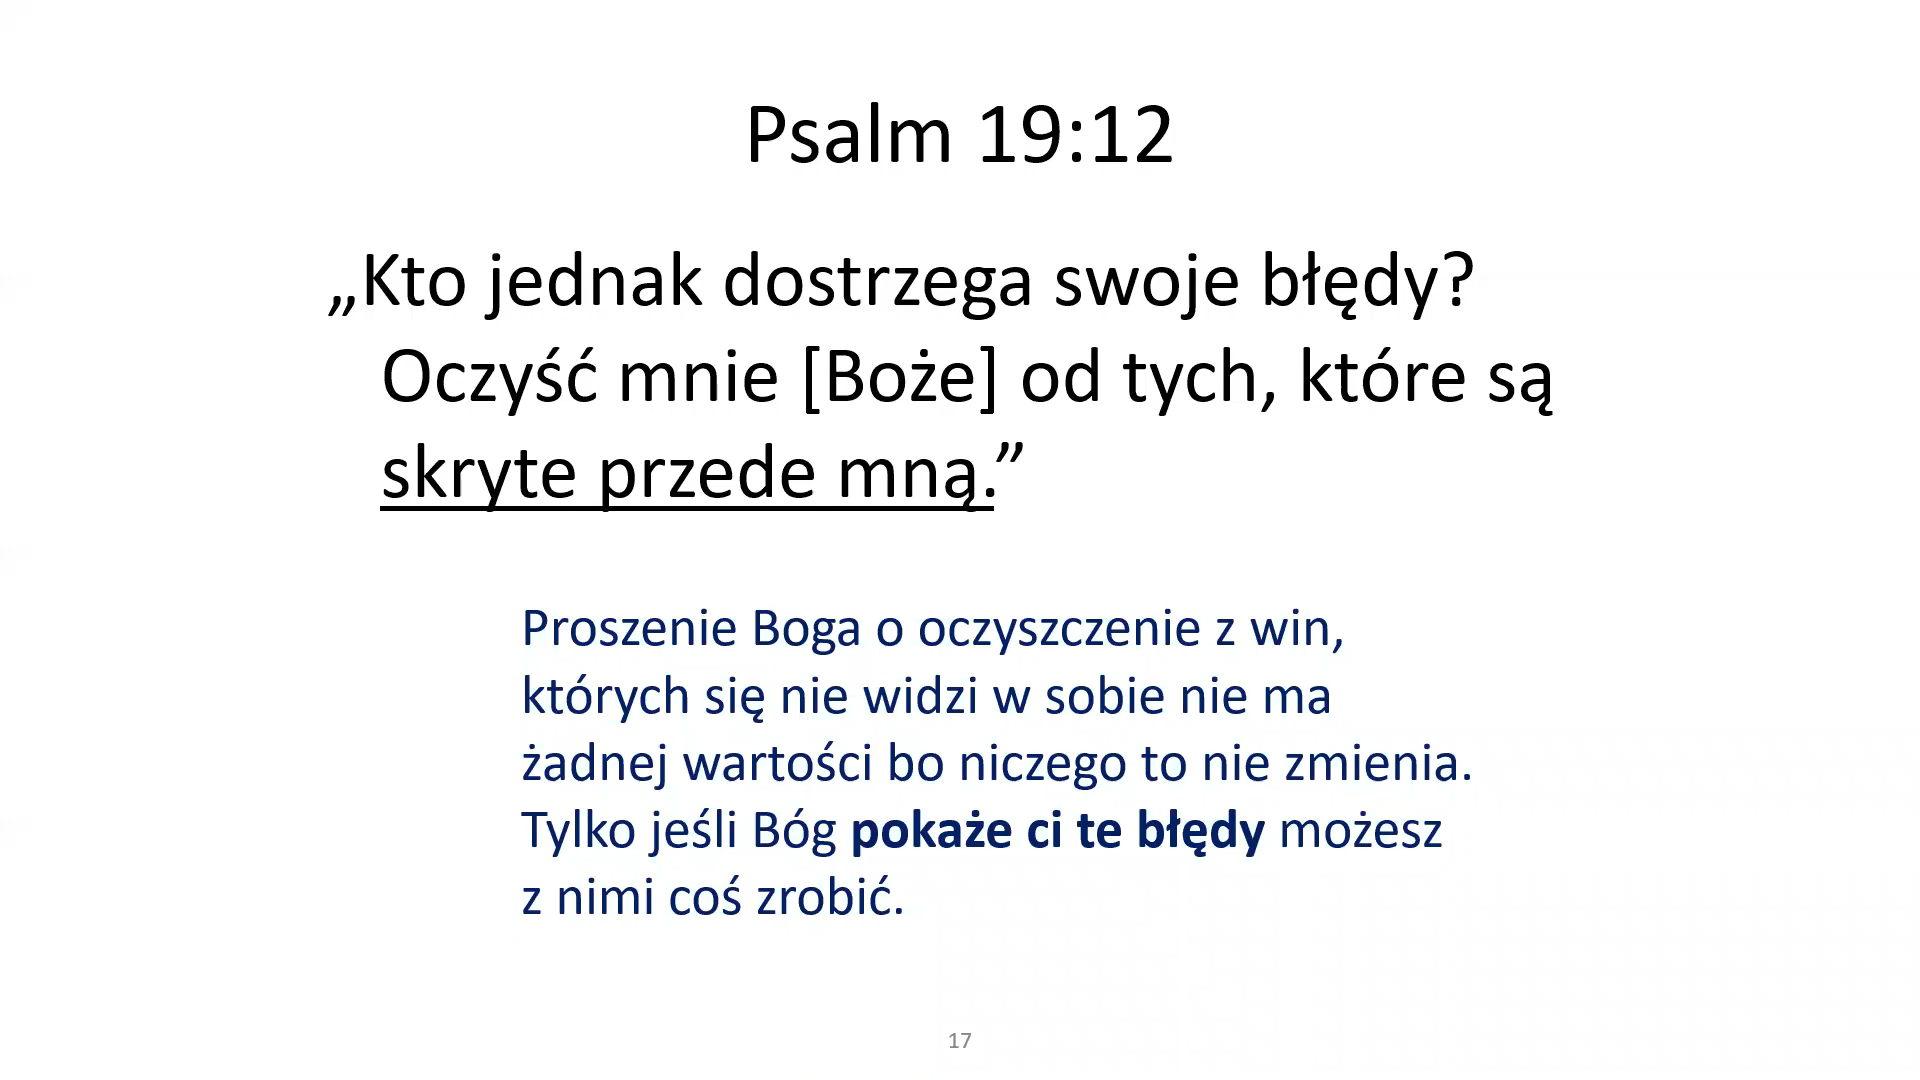 Psalm 19:12
„Kto jednak dostrzega swoje błędy?
Oczyść mnie [Boże] od tych, które są
skryte przede mną.”
Proszenie Boga o oczyszczenie z win,
których się nie widzi w sobie nie ma
żadnej wartości bo niczego to nie zmienia.
Tylko jeśli Bóg pokaże ci te błędy możesz
z nimi coś zrobić.
17